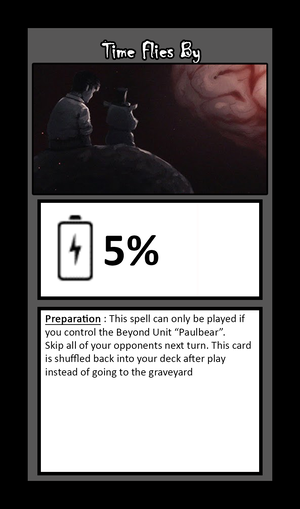 Time Flies By
5%
Preparation : This spell can only be played if
you control the Beyond Unit “Paulbear”.
Skip all of your opponents next turn. This card
is shuffled back into your deck after play
instead of going to the graveyard